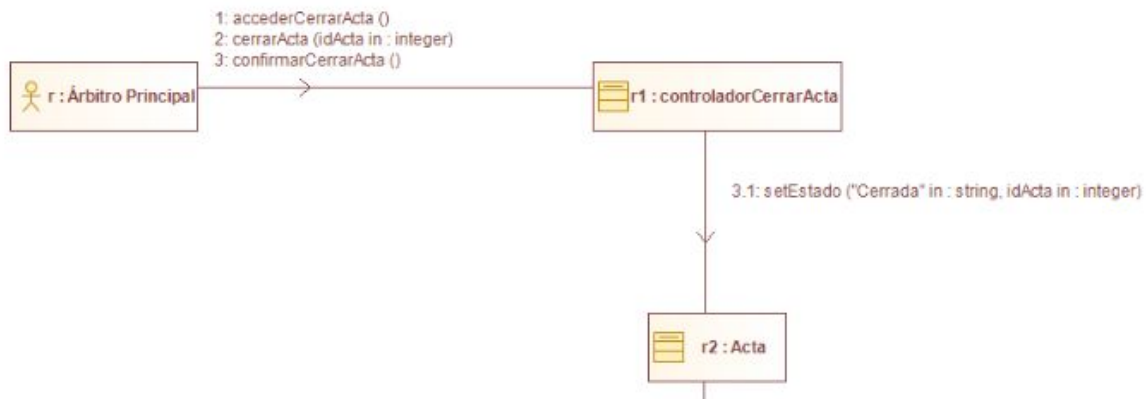 1: accederCerrarActa ()
2: cerrarActa (idActa in : integer)
3: confirmarCerrarActa ()
r : Árbitro Principal
r1 : controladorCerrarActa
3.1: setEstado ("Cerrada" in : string, idActa in : integer)
r2 : Acta